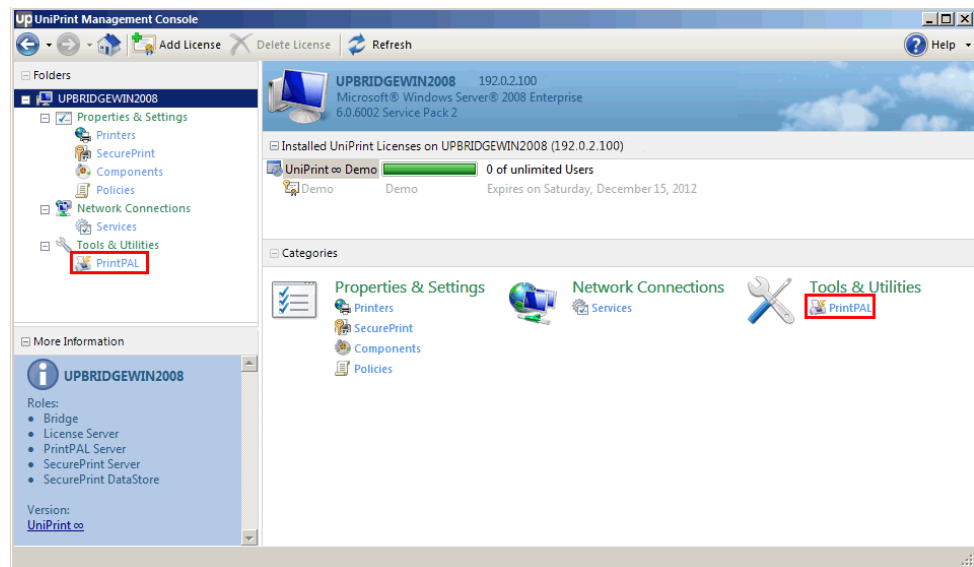 up UniPrint Management Console
Add License Delete License Refresh Help
Folders
UPBRIDGEWIN2008
Properties & Settings
Printers
SecurePrint
Components
Policies
Network Connections
Services
Tools & Utilities
PrintPAL
More Information
UPBRIDGEWIN2008
Roles:
• Bridge
• License Server
• PrintPAL Server
• SecurePrint Server
• SecurePrint DataStore
Version:
UniPrint ∞
UPBRIDGEWIN2008 192.0.2.100
Microsoft® Windows Server® 2008 Enterprise
6.0.6002 Service Pack 2
Installed UniPrint Licenses on UPBRIDGEWIN2008 (192.0.2.100)
UniPrint ∞ Demo 0 of unlimited Users
Demo Demo Expires on Saturday, December 15, 2012
Categories
Properties & Settings
Printers
SecurePrint
Components
Policies
Network Connections
Services
Tools & Utilities
PrintPAL